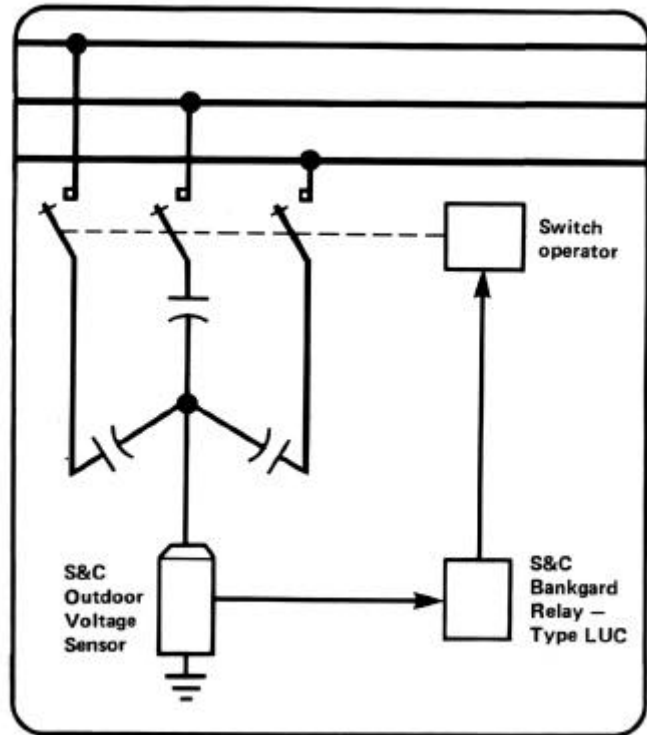 Switch
operator
S&C
Outdoor
Voltage
Sensor
S&C
Bankgard
Relay —
Type LUC